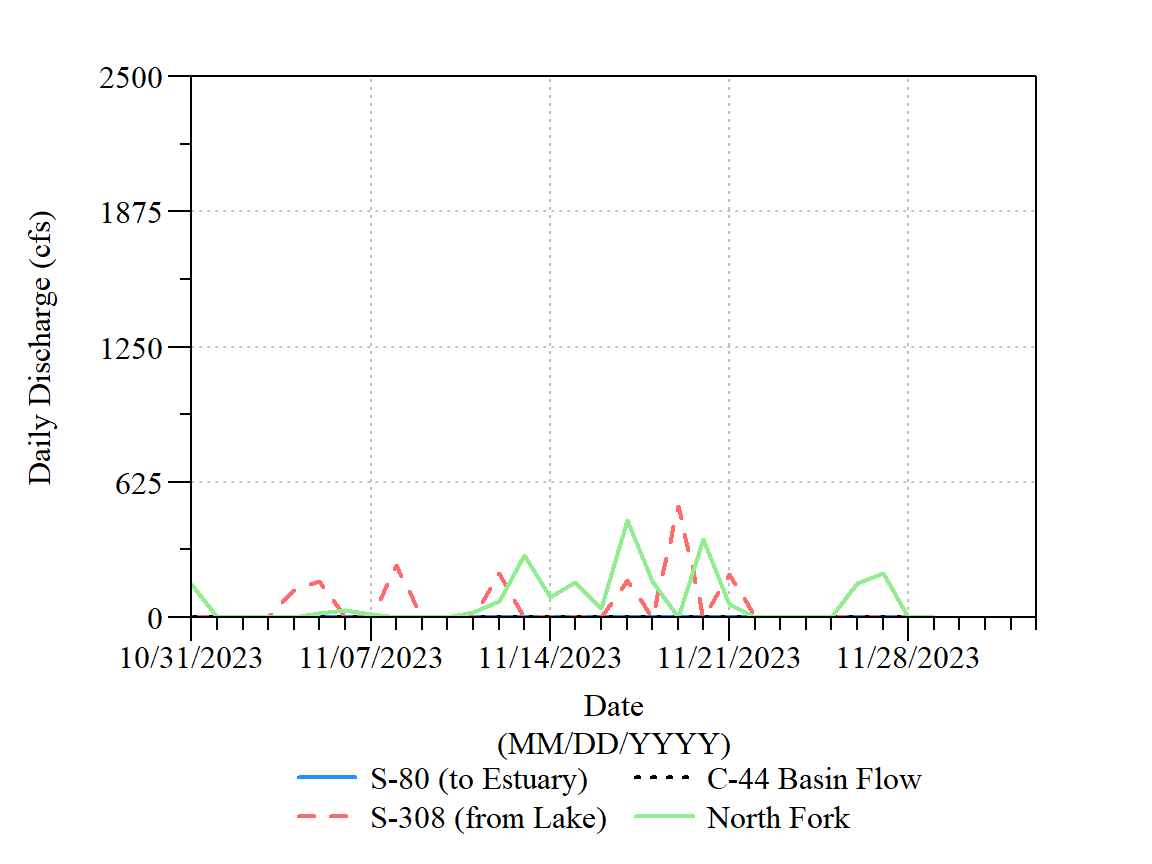 2500
1875
1250
625
0
Daily Discharge (cfs)
10/31/2023 11/07/2023 11/14/2023 11/21/2023 11/28/2023
Date
(MM/DD/YYYY)
S-80 (to Estuary) C-44 Basin Flow
S-308 (from Lake) North Fork